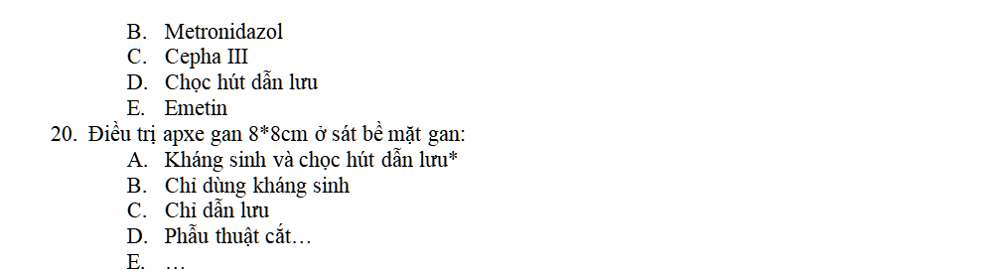 B. Metronidazol
C. Cepha III
D. Chọc hút dẫn lưu
E. Emetin
20. Điều trị apxe gan 8*8cm ở sát bề mặt gan:
A. Kháng sinh và chọc hút dẫn lưu*
B. Chỉ dùng kháng sinh
C. Chỉ dẫn lưu
D. Phẫu thuật cắt…
E. …